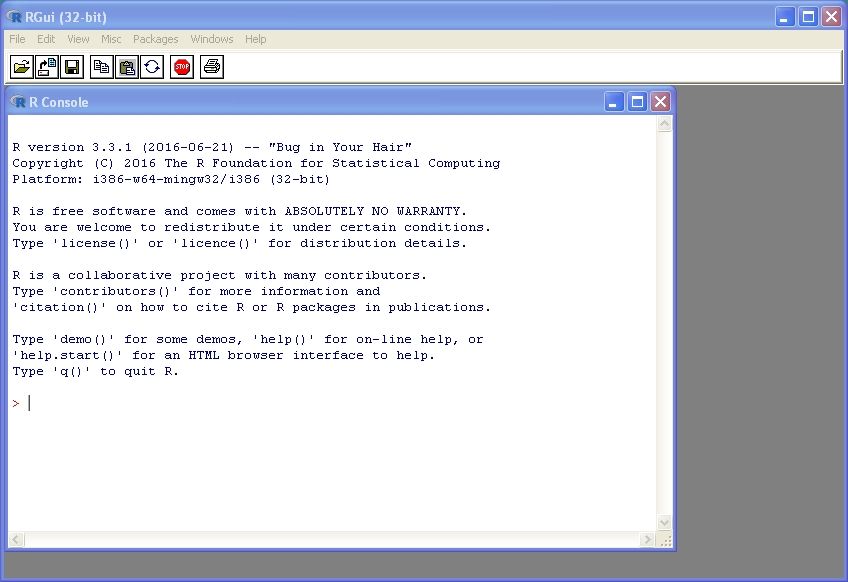 RGui (32-bit)
File Edit View Misc Packages Windows Help
STOP
R Console
R version 3.3.1 (2016-06-21) -- "Bug in Your Hair"
Copyright (C) 2016 The R Foundation for Statistical Computing
Platform: i386-w64-mingw32/i386 (32-bit)
R is free software and comes with ABSOLUTELY NO WARRANTY.
You are welcome to redistribute it under certain conditions.
Type 'license()' or 'licence()' for distribution details.
R is a collaborative project with many contributors.
Type 'contributors()' for more information and
'citation()' on how to cite R or R packages in publications.
Type 'demo()' for some demos, 'help()' for on-line help, or
'help.start()' for an HTML browser interface to help.
Type 'q()' to quit R.
>